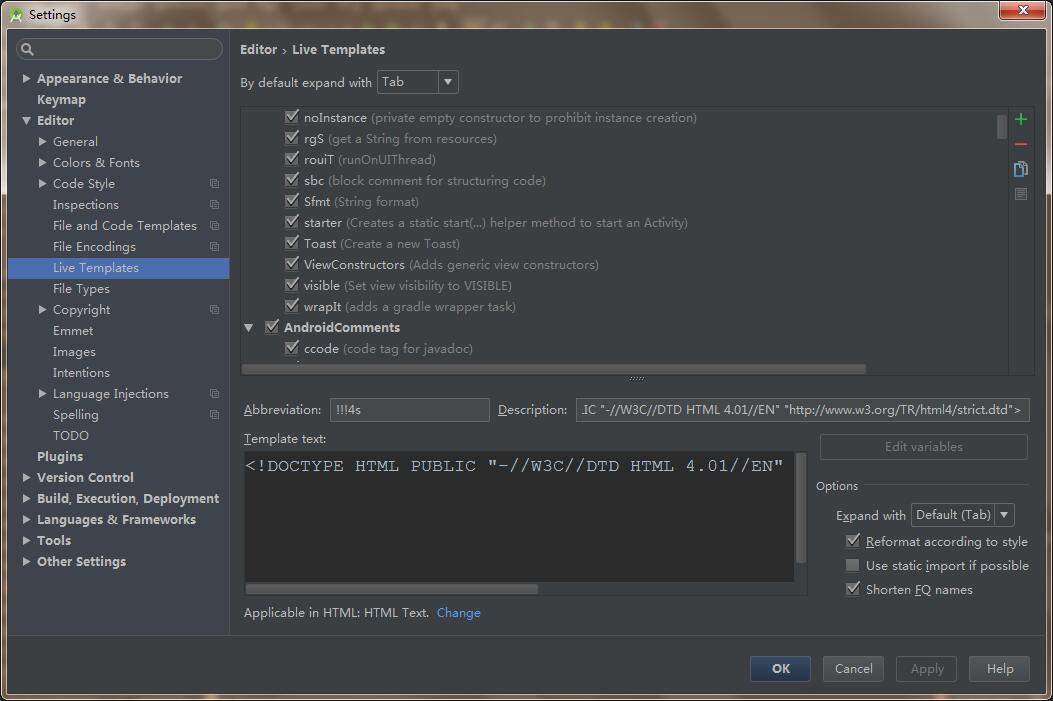 Settings
Appearance & Behavior
Keymap
Editor
General
Colors & Fonts
Code Style
Inspections
File and Code Templates
File Encodings
Live Templates
File Types
Copyright
Emmet
Images
Intentions
Language Injections
Spelling
TODO
Plugins
Version Control
Build, Execution, Deployment
Languages & Frameworks
Tools
Other Settings
Editor › Live Templates
By default expand with Tab
noInstance (private empty constructor to prohibit instance creation)
rgS (get a String from resources)
rouiT (runOnUIThread)
sbc (block comment for structuring code)
Sfmt (String format)
starter (Creates a static start(...) helper method to start an Activity)
Toast (Create a new Toast)
ViewConstructors (Adds generic view constructors)
visible (Set view visibility to VISIBLE)
wrapIt (adds a gradle wrapper task)
AndroidComments
ccode (code tag for javadoc)
Abbreviation: !!!4s Description: .IC "-//W3C//DTD HTML 4.01//EN" "http://www.w3.org/TR/html4/strict.dtd">
Template text:
<!DOCTYPE HTML PUBLIC "-//W3C//DTD HTML 4.01//EN"
Edit variables
Options
Expand with Default (Tab)
Reformat according to style
Use static import if possible
Shorten FQ names
Applicable in HTML: HTML Text. Change
OK Cancel Apply Help